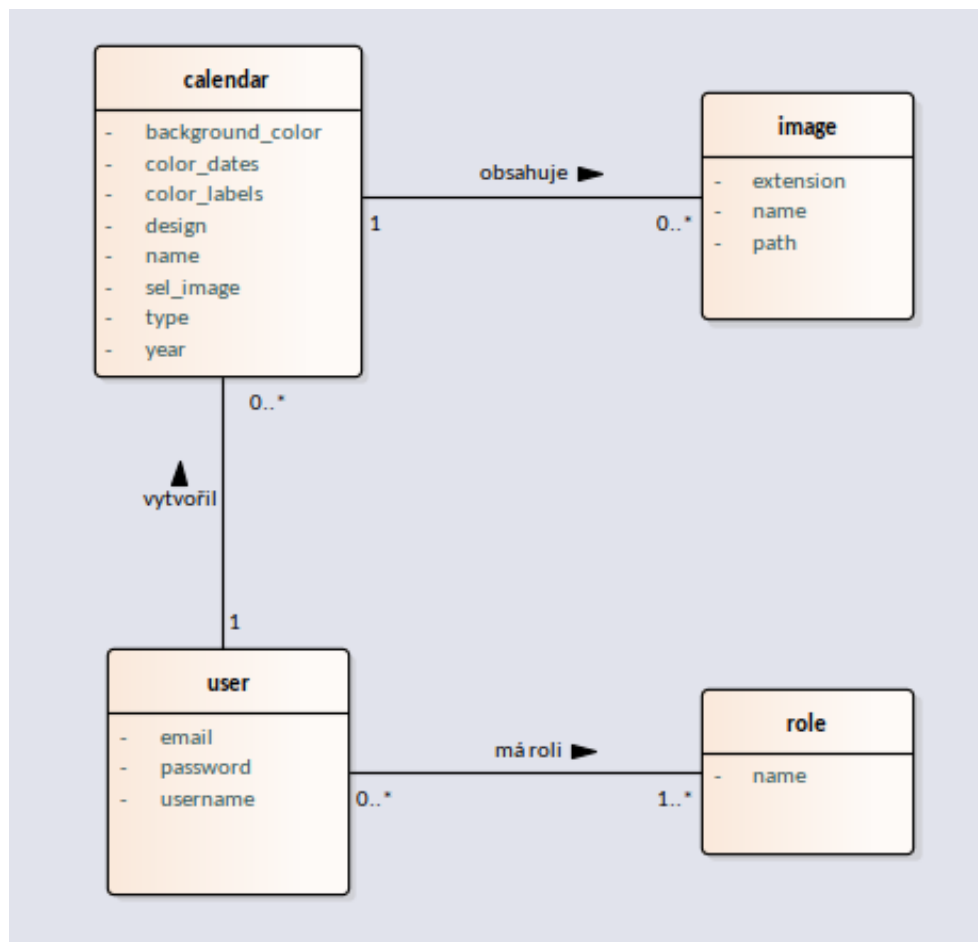 calendar
- background_color
- color_dates
- color_labels
- design
- name
- sel_image
- type
- year
image
- extension
- name
- path
obsahuje
1
0..*
0..*
vytvořil
1
user
- email
- password
- username
má roli
0..*
1..*
role
- name